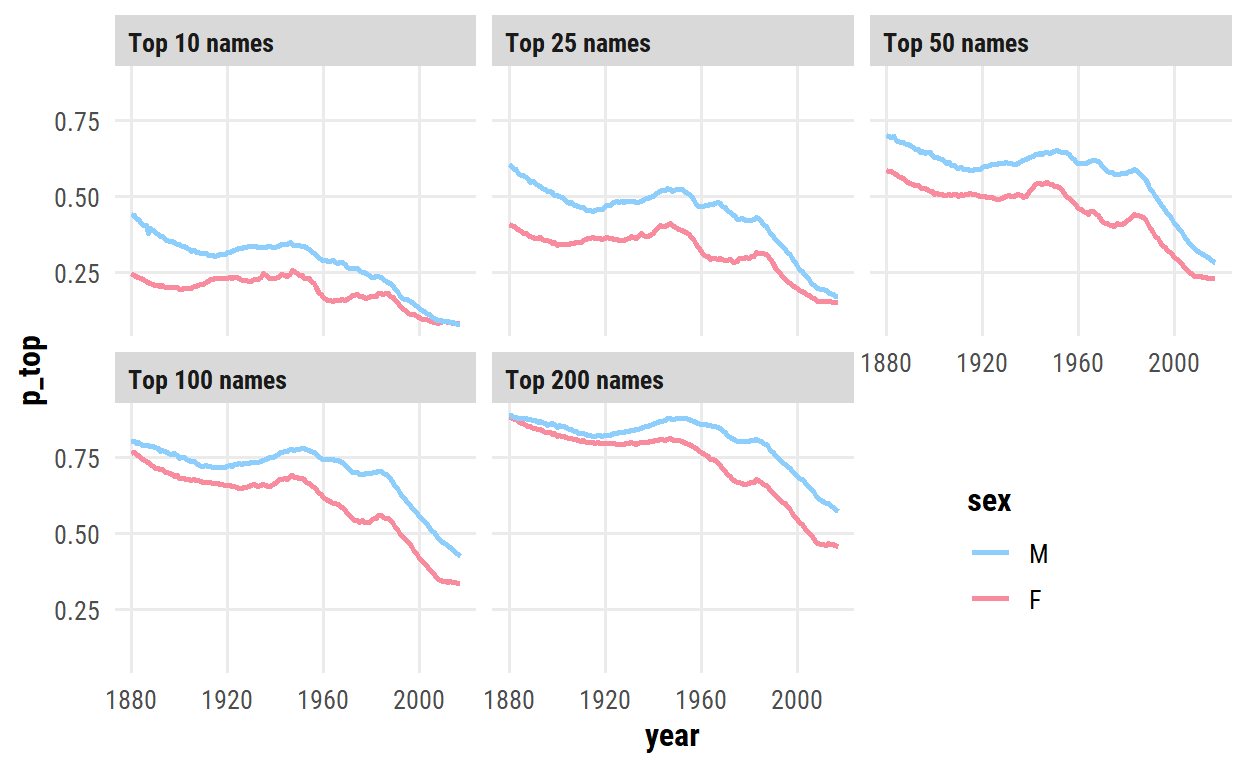 Top 10 names
Top 25 names
Top 50 names
0.75
0.50
0.25
1880 1920 1960 2000
Top 100 names
Top 200 names
0.75
0.50
0.25
1880 1920 1960 2000
1880 1920 1960 2000
p_top
year
sex
M
F